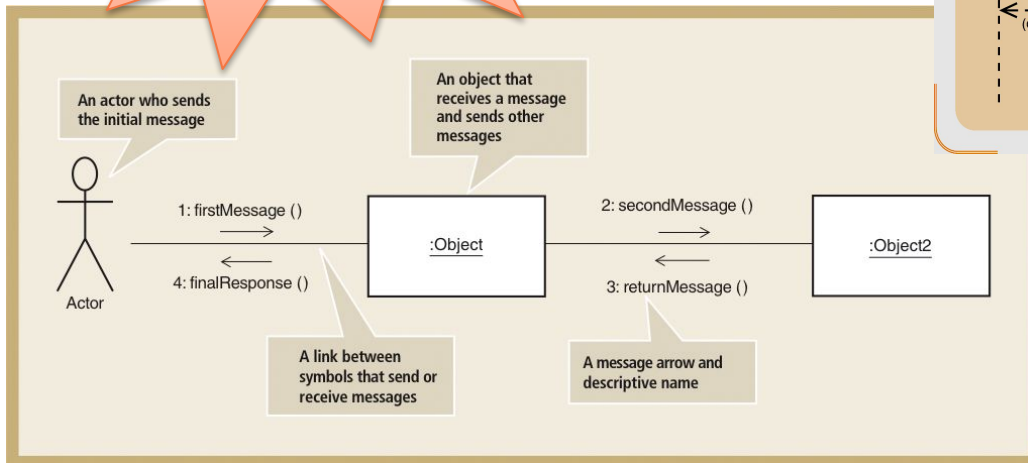 An actor who sends
the initial message
An object that
receives a message
and sends other
messages
1: firstMessage ()
2: secondMessage ()
:Object
:Object2
4: finalResponse ()
3: returnMessage ()
Actor
A link between
symbols that send or
receive messages
A message arrow and
descriptive name